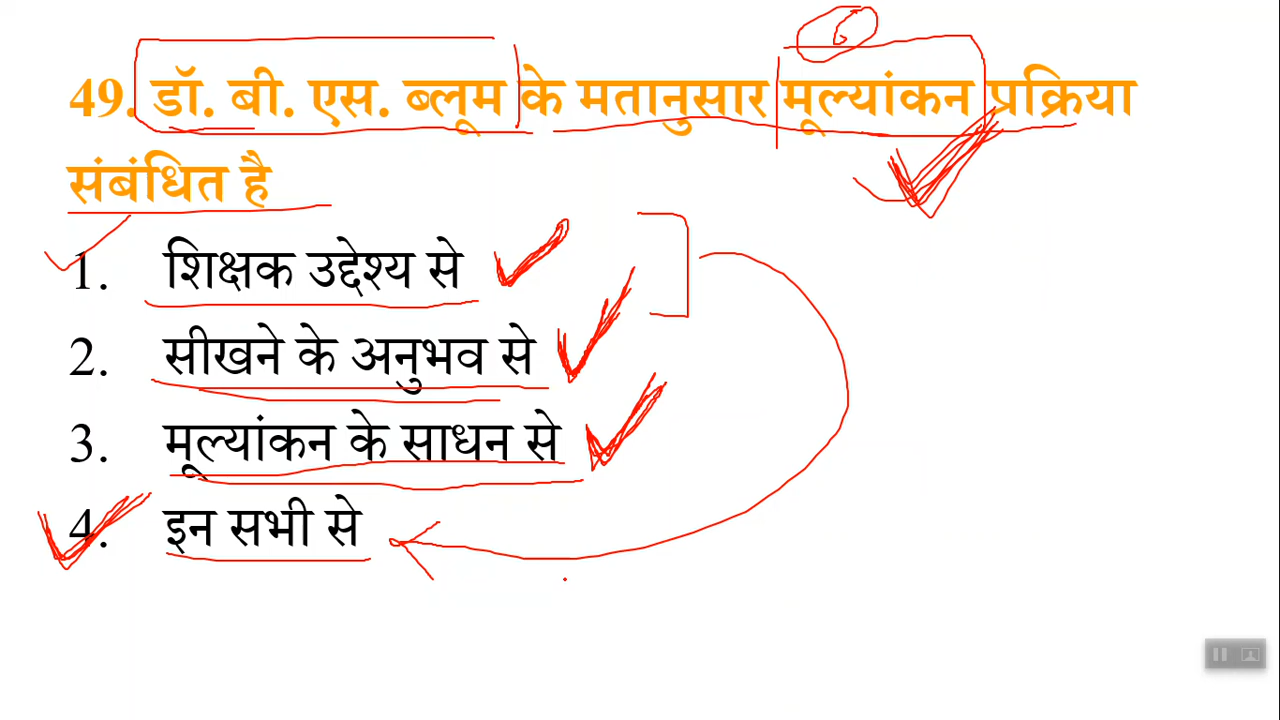 49. डॉ. बी. एस. ब्लूम के मतानुसार मूल्यांकन प्रक्रिया
संबंधित है
1. शिक्षक उद्देश्य से
2. सीखने के अनुभव से
3. मूल्यांकन के साधन से
4. इन सभी से